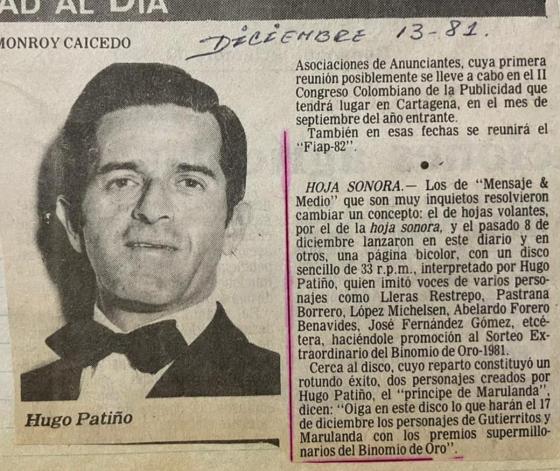 AD AL DIA
MONROY CAICEDO
DICIEMBRE 13-81.
Hugo Patiño
Asociaciones de Anunciantes, cuya primera
reunión posiblemente se lleve a cabo en el II
Congreso Colombiano de la Publicidad que
tendrá lugar en Cartagena, en el mes de
septiembre del año entrante.
También en esas fechas se reunirá el
"Fiap-82".
HOJA SONORA.— Los de "Mensaje &
Medio" que son muy inquietos resolvieron
cambiar un concepto: el de hojas volantes,
por el de la hoja sonora, y el pasado 8 de
diciembre lanzaron en este diario y en
otros, una página bicolor, con un disco
sencillo de 33 r.p.m., interpretado por Hugo
Patiño, quien imitó voces de varios perso-
najes como Lleras Restrepo, Pastrana
Borrero, López Michelsen, Abelardo Forero
Benavides, José Fernández Gómez, etcé-
tera, haciéndole promoción al Sorteo Ex-
traordinario del Binomio de Oro-1981.
Cerca al disco, cuyo reparto constituyó un
rotundo éxito, dos personajes creados por
Hugo Patiño, el "príncipe de Marulanda",
dicen: "Oiga en este disco lo que harán el 17
de diciembre los personajes de Gutierritos y
Marulanda con los premios supermillo-
narios del Binomio de Oro".